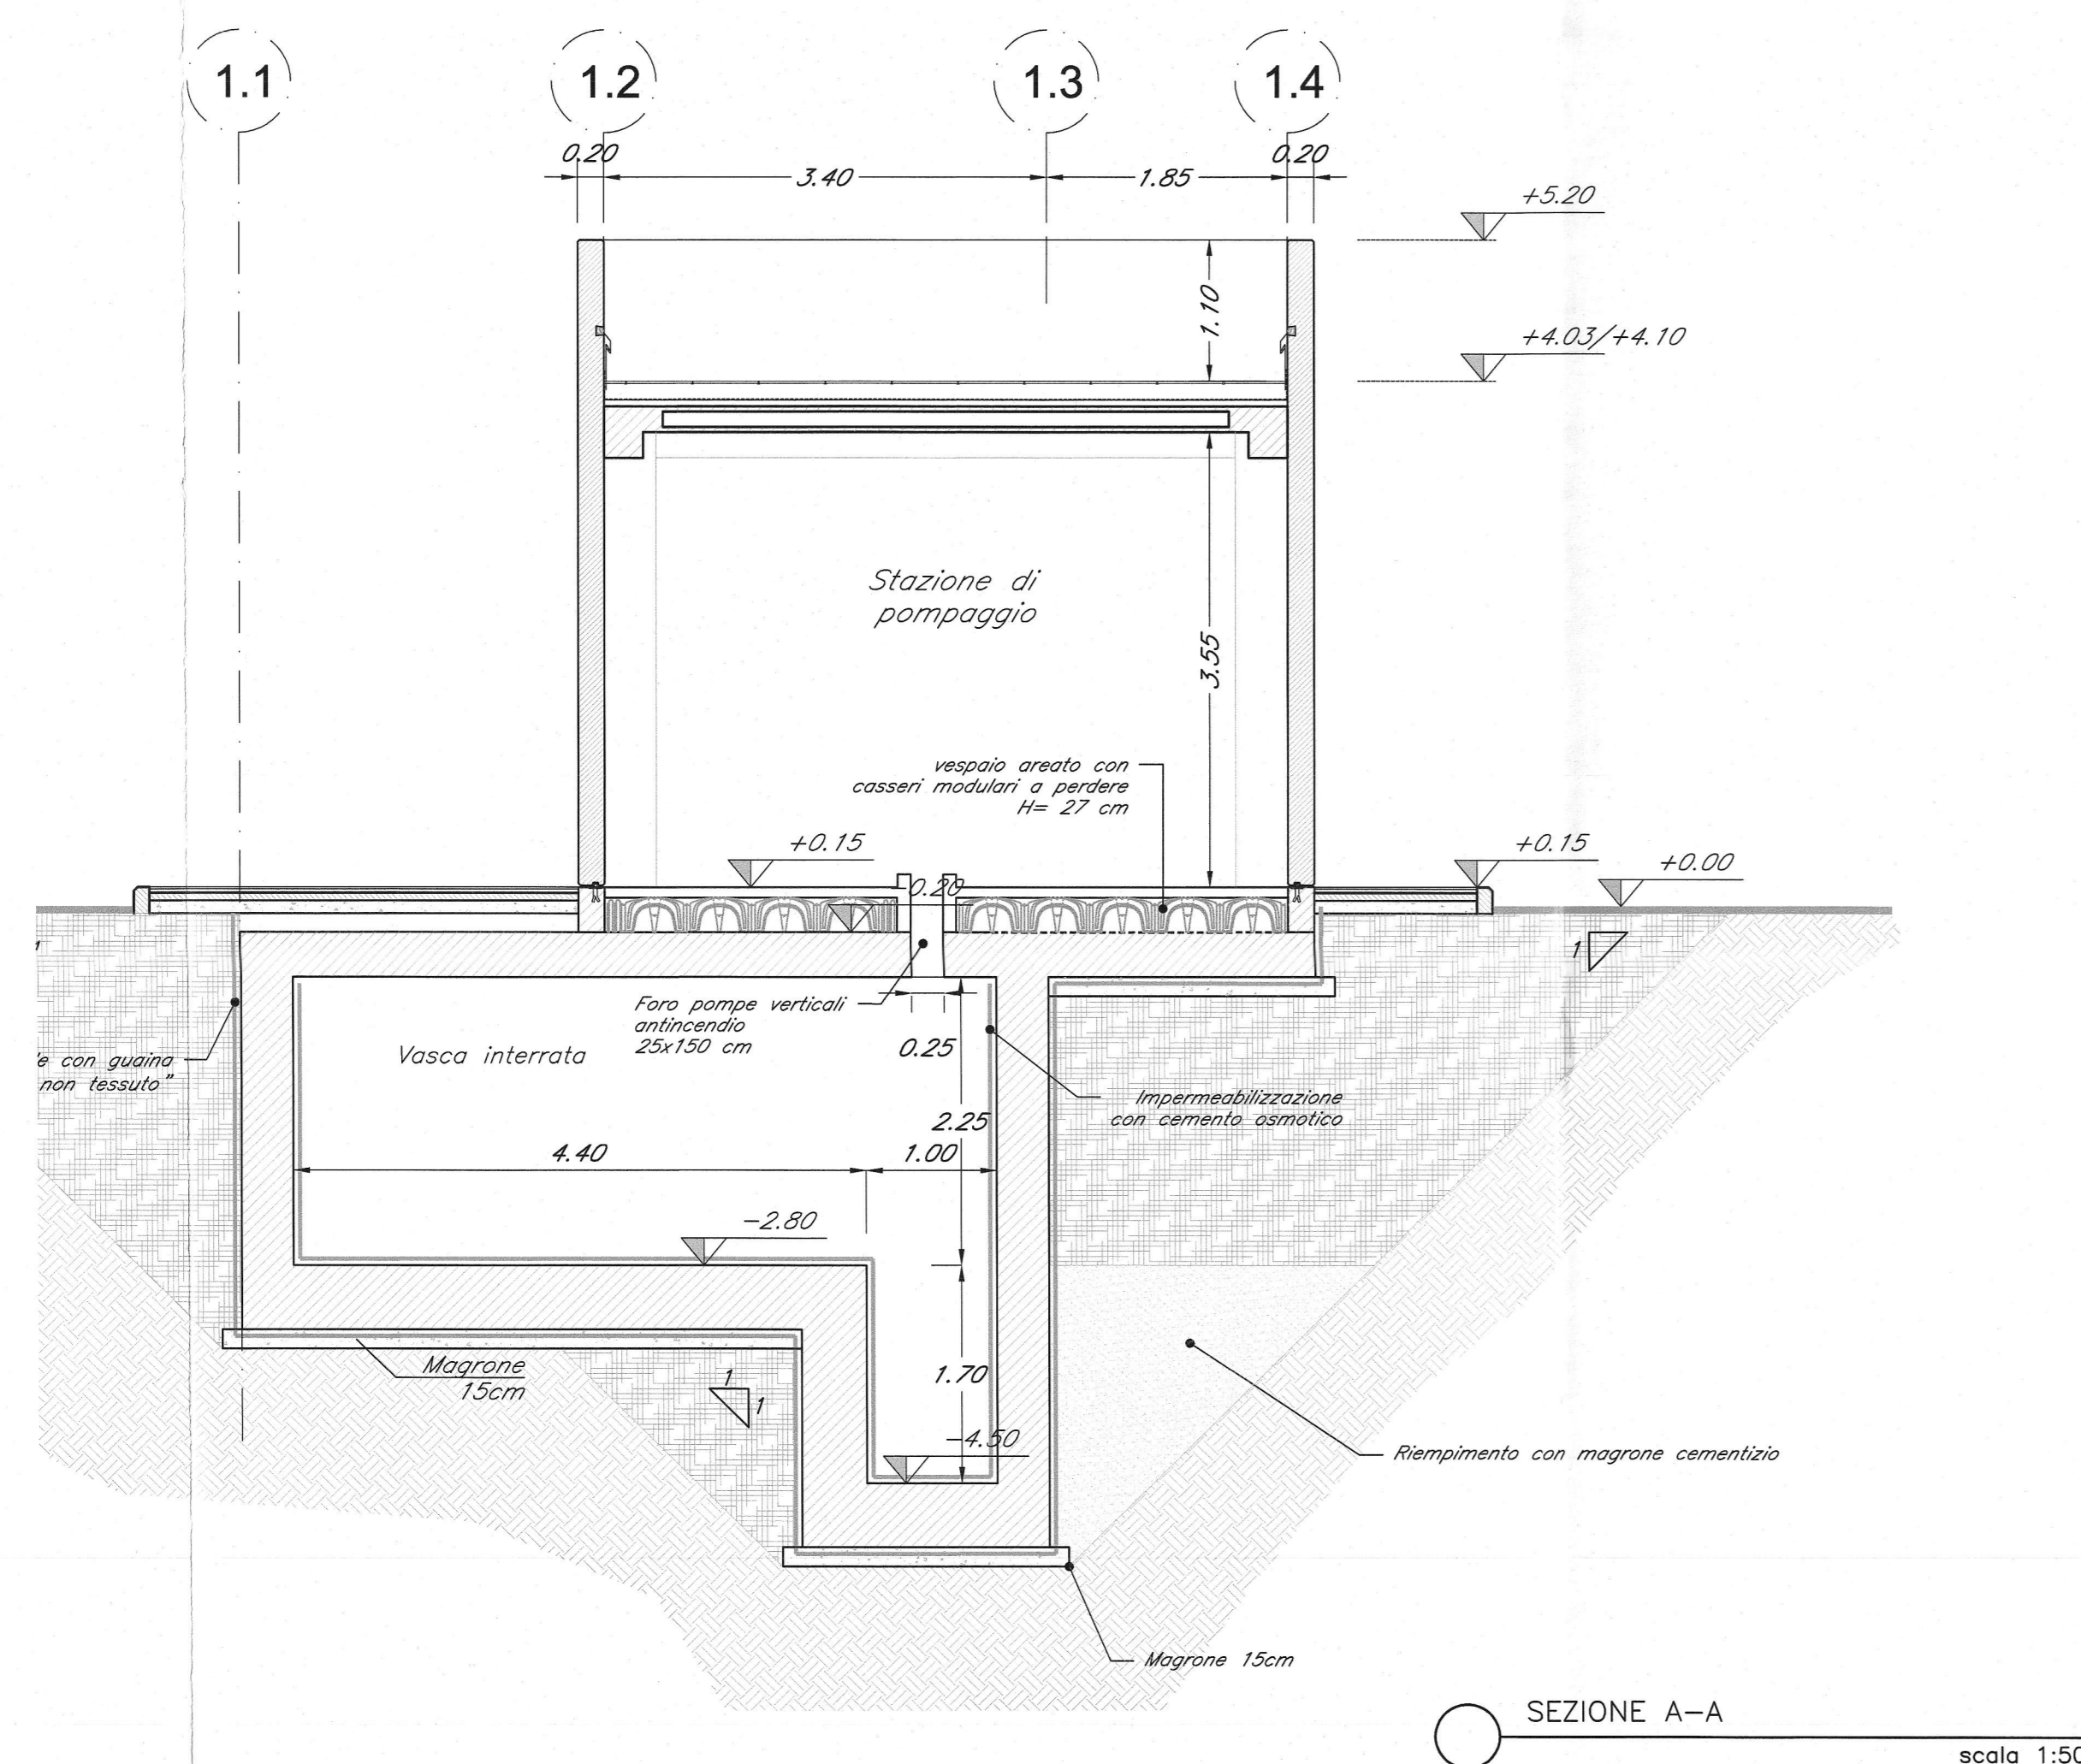 1.1
1.2
1.3
1.4
0.20
3.40
1.85
0.20
+5.20
1.10
+4.03/+4.10
Stazione di
pompaggio
3.55
vespaio areato con
casseri modulari a perdere
H= 27 cm
+0.15
-0.20
+0.15
+0.00
1
Foro pompe verticali
antincendio
25x150 cm
0.25
Vasca interrata
e con guaina
non tessuto"
Impermeabilizzazione
con cemento osmotico
2.25
4.40
1.00
-2.80
Magrone
15cm
1
1
1.70
-4.50
Riempimento con magrone cementizio
Magrone 15cm
SEZIONE A-A
scala 1:50